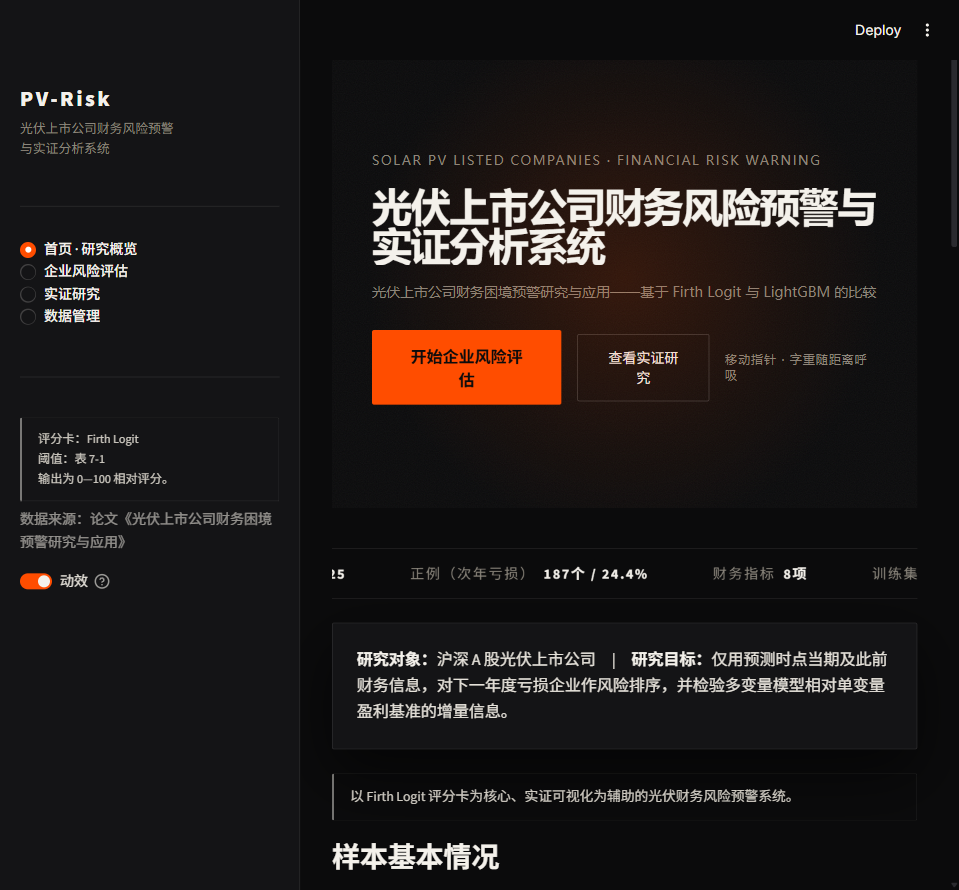 Deploy
PV-Risk
光伏上市公司财务风险预警
与实证分析系统
首页 · 研究概览
企业风险评估
实证研究
数据管理
评分卡：Firth Logit
阈值：表 7-1
输出为 0—100 相对评分。
数据来源：论文《光伏上市公司财务困境
预警研究与应用》
动效
SOLAR PV LISTED COMPANIES · FINANCIAL RISK WARNING
光伏上市公司财务风险预警与
实证分析系统
光伏上市公司财务困境预警研究与应用——基于 Firth Logit 与 LightGBM 的比较
开始企业风险评
估
查看实证研
究
移动指针 · 字重随距离呼
吸
25 正例（次年亏损） 187个 / 24.4% 财务指标 8项 训练集
研究对象：沪深 A 股光伏上市公司 ｜ 研究目标：仅用预测时点当期及此前
财务信息，对下一年度亏损企业作风险排序，并检验多变量模型相对单变量
盈利基准的增量信息。
以 Firth Logit 评分卡为核心、实证可视化为辅助的光伏财务风险预警系统。
样本基本情况